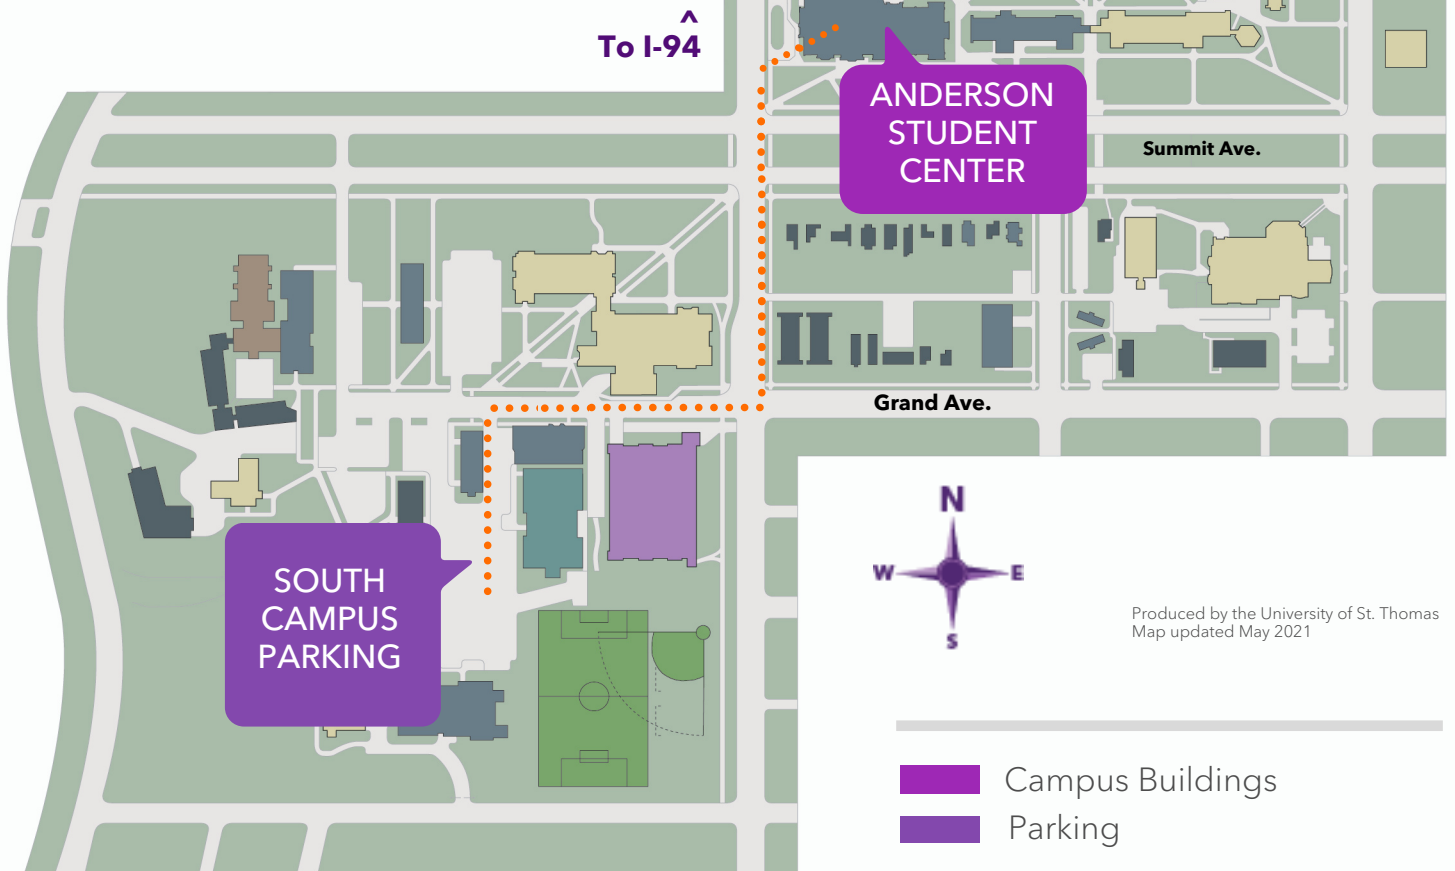 ^
To I-94
ANDERSON
STUDENT
CENTER
Summit Ave.
Grand Ave.
SOUTH
CAMPUS
PARKING
N
W
E
S
Produced by the University of St. Thomas
Map updated May 2021
Campus Buildings
Parking